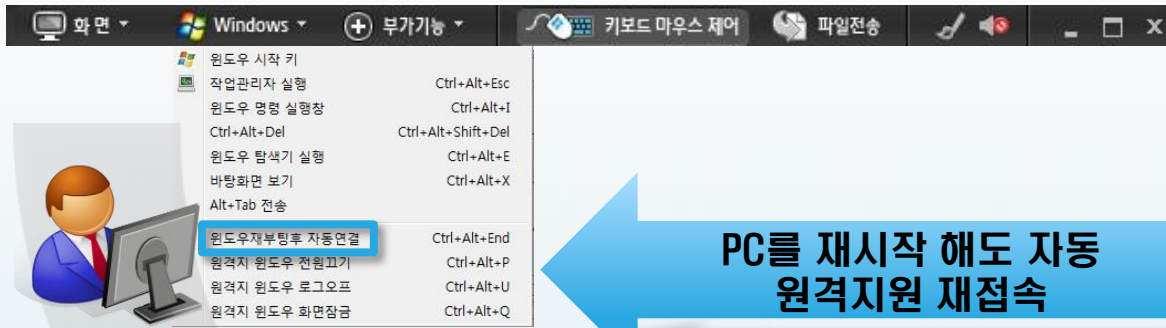 화면 Windows 부가기능 키보드 마우스 제어 파일전송
윈도우 시작 키
작업관리자 실행 Ctrl+Alt+Esc
윈도우 명령 실행창 Ctrl+Alt+I
Ctrl+Alt+Del Ctrl+Alt+Shift+Del
윈도우 탐색기 실행 Ctrl+Alt+E
바탕화면 보기 Ctrl+Alt+X
Alt+Tab 전송
윈도우재부팅후 자동연결 Ctrl+Alt+End
원격지 윈도우 전원끄기 Ctrl+Alt+P
원격지 윈도우 로그오프 Ctrl+Alt+U
원격지 윈도우 화면잠금 Ctrl+Alt+Q
PC를 재시작 해도 자동
원격지원 재접속